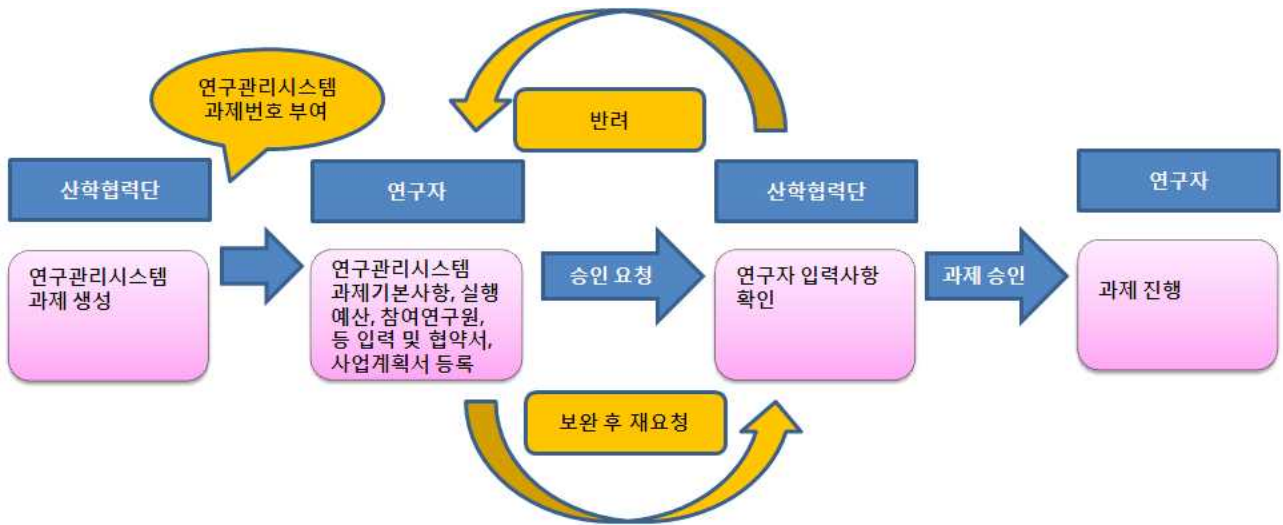 연구관리시스템
과제번호 부여
반려
산학협력단
연구자
산학협력단
연구자
연구관리시스템
과제 생성
연구관리시스템
과제기본사항, 실행
예산, 참여연구원,
등 입력 및 협약서,
사업계획서 등록
승인 요청
연구자 입력사항
확인
과제 승인
과제 진행
보완 후 재요청